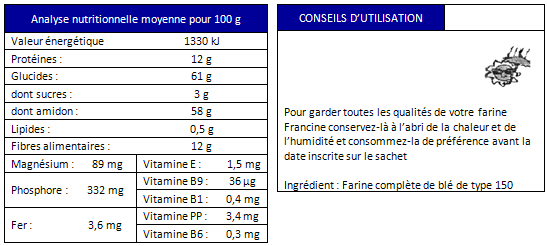 Analyse nutritionnelle moyenne pour 100 g
Valeur énergétique 1330 kJ
Protéines : 12 g
Glucides : 61 g
dont sucres : 3 g
dont amidon : 58 g
Lipides : 0,5 g
Fibres alimentaires : 12 g
Magnésium : 89 mg Vitamine E : 1,5 mg
Phosphore : 332 mg Vitamine B9 : 36 µg
Vitamine B1 : 0,4 mg
Fer : 3,6 mg Vitamine PP : 3,4 mg
Vitamine B6 : 0,3 mg
CONSEILS D’UTILISATION
Pour garder toutes les qualités de votre farine
Francine conservez-là à l’abri de la chaleur et de
l’humidité et consommez-la de préférence avant la
date inscrite sur le sachet
Ingrédient : Farine complète de blé de type 150